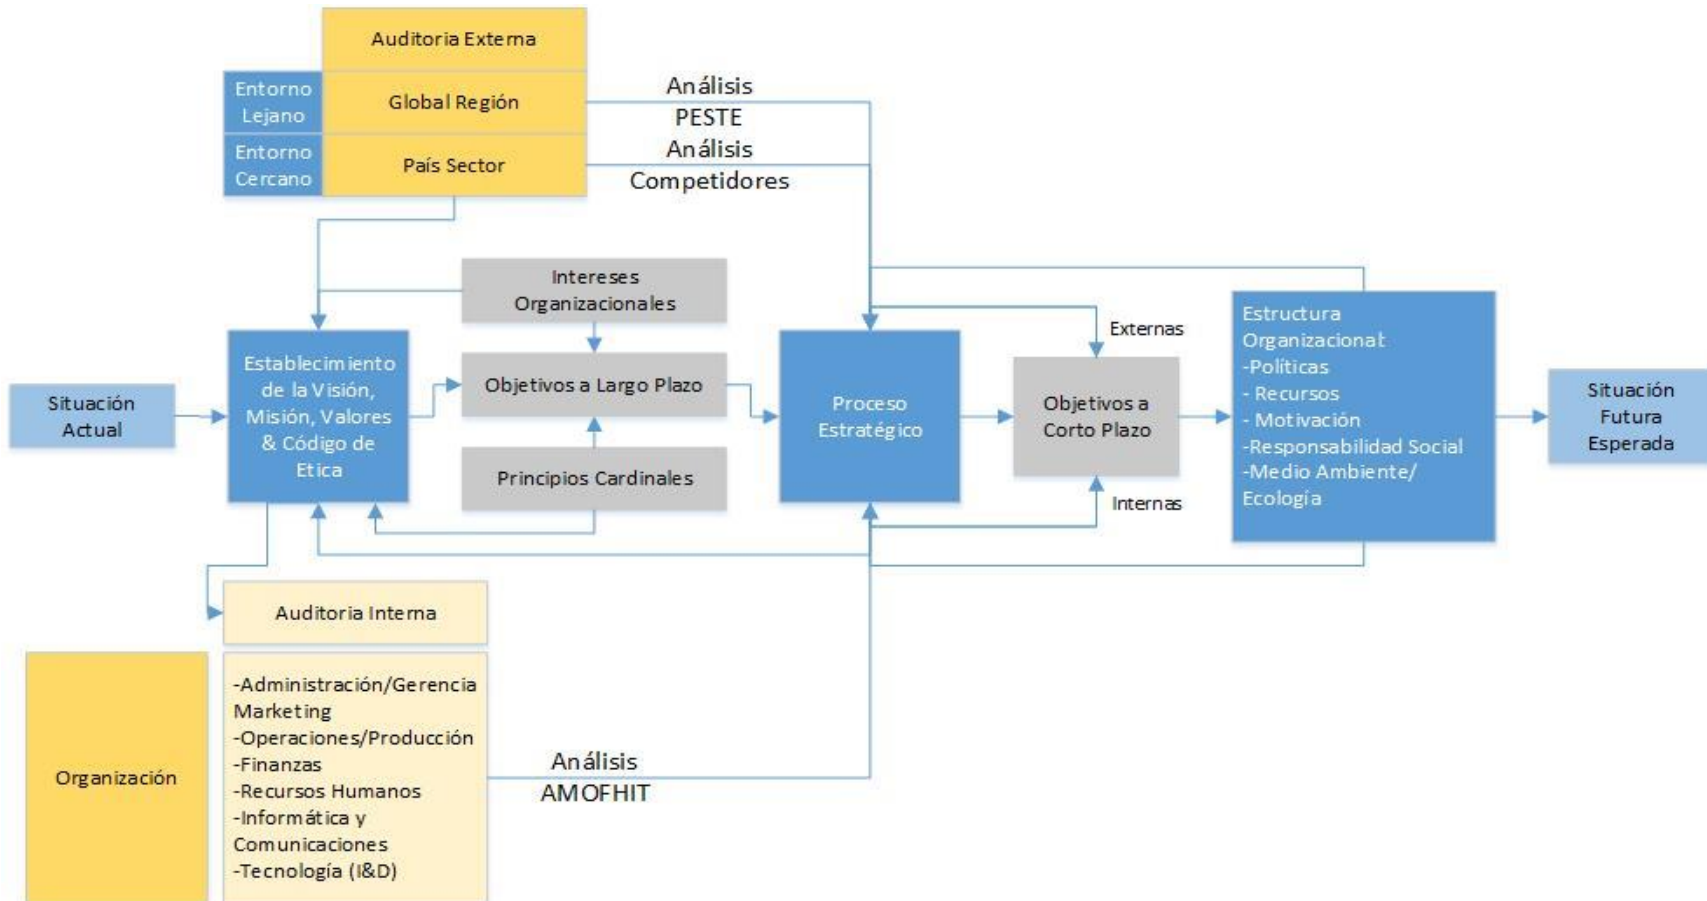 Auditoria Externa
Entorno
Lejano
Global Región
Análisis
PESTE
Entorno
Cercano
País Sector
Análisis
Competidores
Intereses
Organizacionales
Situación
Actual
Establecimiento
de la Visión,
Misión, Valores
& Código de
Etica
Objetivos a Largo Plazo
Principios Cardinales
Proceso
Estratégico
Externas
Objetivos a
Corto Plazo
Internas
Estructura
Organizacional:
-Políticas
- Recursos
- Motivación
-Responsabilidad Social
-Medio Ambiente/
Ecología
Situación
Futura
Esperada
Auditoria Interna
Organización
-Administración/Gerencia
Marketing
-Operaciones/Producción
-Finanzas
-Recursos Humanos
-Informática y
Comunicaciones
-Tecnología (I&D)
Análisis
AMOFHIT